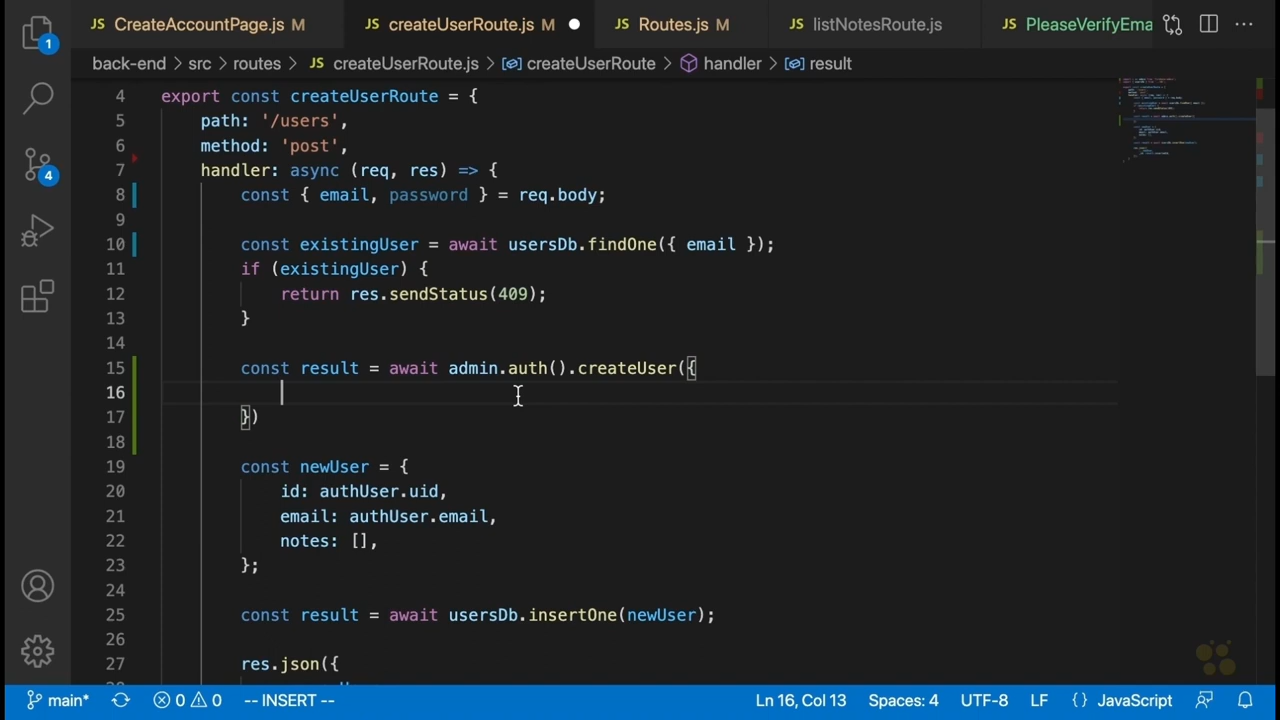 CreateAccountPage.js M createUserRoute.js M Routes.js M listNotesRoute.js PleaseVerifyEma
back-end > src > routes > JS createUserRoute.js > createUserRoute > handler > result
4 export const createUserRoute = {
5 path: '/users',
6 method: 'post',
7 handler: async (req, res) => {
8 const { email, password } = req.body;
9
10 const existingUser = await usersDb.findOne({ email });
11 if (existingUser) {
12 return res.sendStatus(409);
13 }
14
15 const result = await admin.auth().createUser({
16
17 })
18
19 const newUser = {
20 id: authUser.uid,
21 email: authUser.email,
22 notes: [],
23 };
24
25 const result = await usersDb.insertOne(newUser);
26
27 res.json({
1
4
main* 0 0 -- INSERT -- Ln 16, Col 13 Spaces: 4 UTF-8 LF {} JavaScript